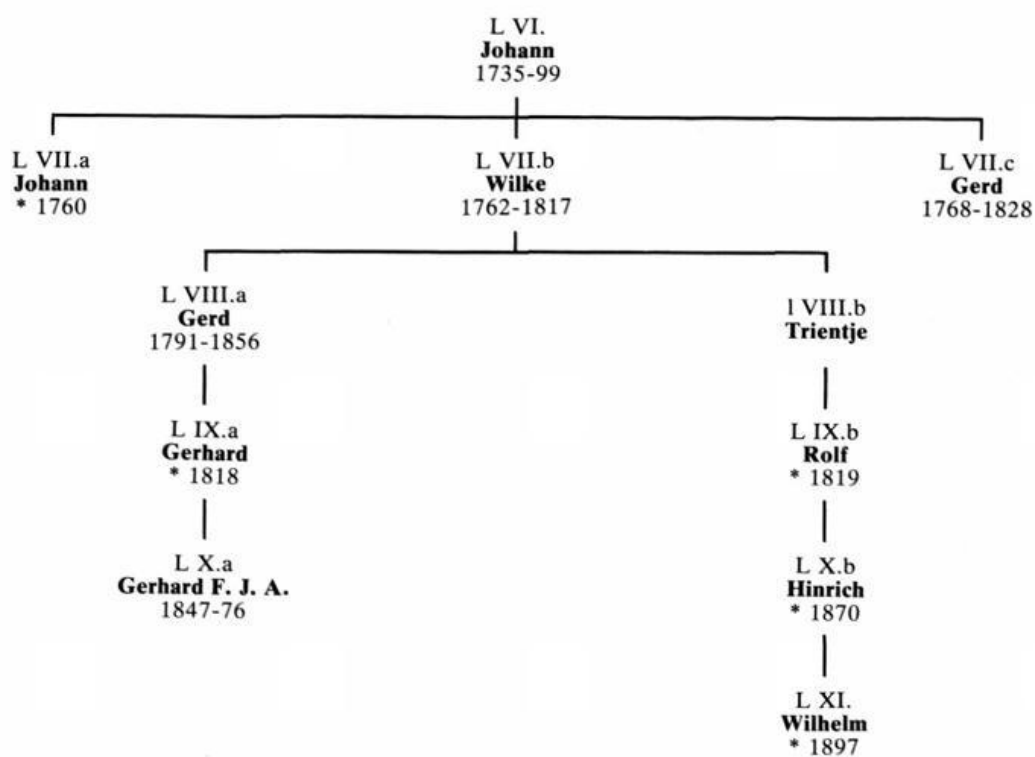 L VI.
Johann
1735-99
L VII.a
Johann
* 1760
L VII.b
Wilke
1762-1817
L VII.c
Gerd
1768-1828
L VIII.a
Gerd
1791-1856
l VIII.b
Trientje
L IX.a
Gerhard
* 1818
L IX.b
Rolf
* 1819
L X.a
Gerhard F. J. A.
1847-76
L X.b
Hinrich
* 1870
L XI.
Wilhelm
* 1897